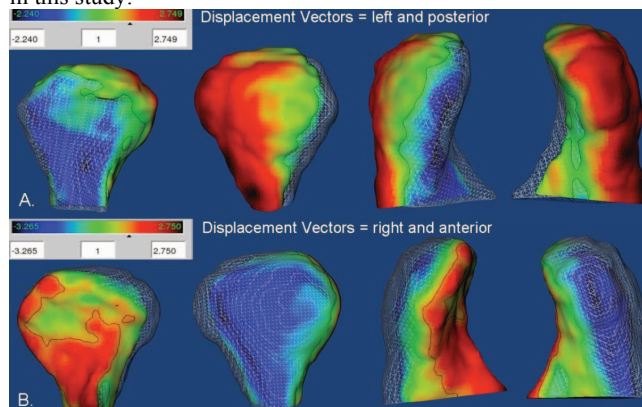 in this study.
-2.240 2.749
Displacement Vectors = left and posterior
-2.240 1 2.749
A.
-3.265 2.750
Displacement Vectors = right and anterior
-3.265 1 2.750
B.